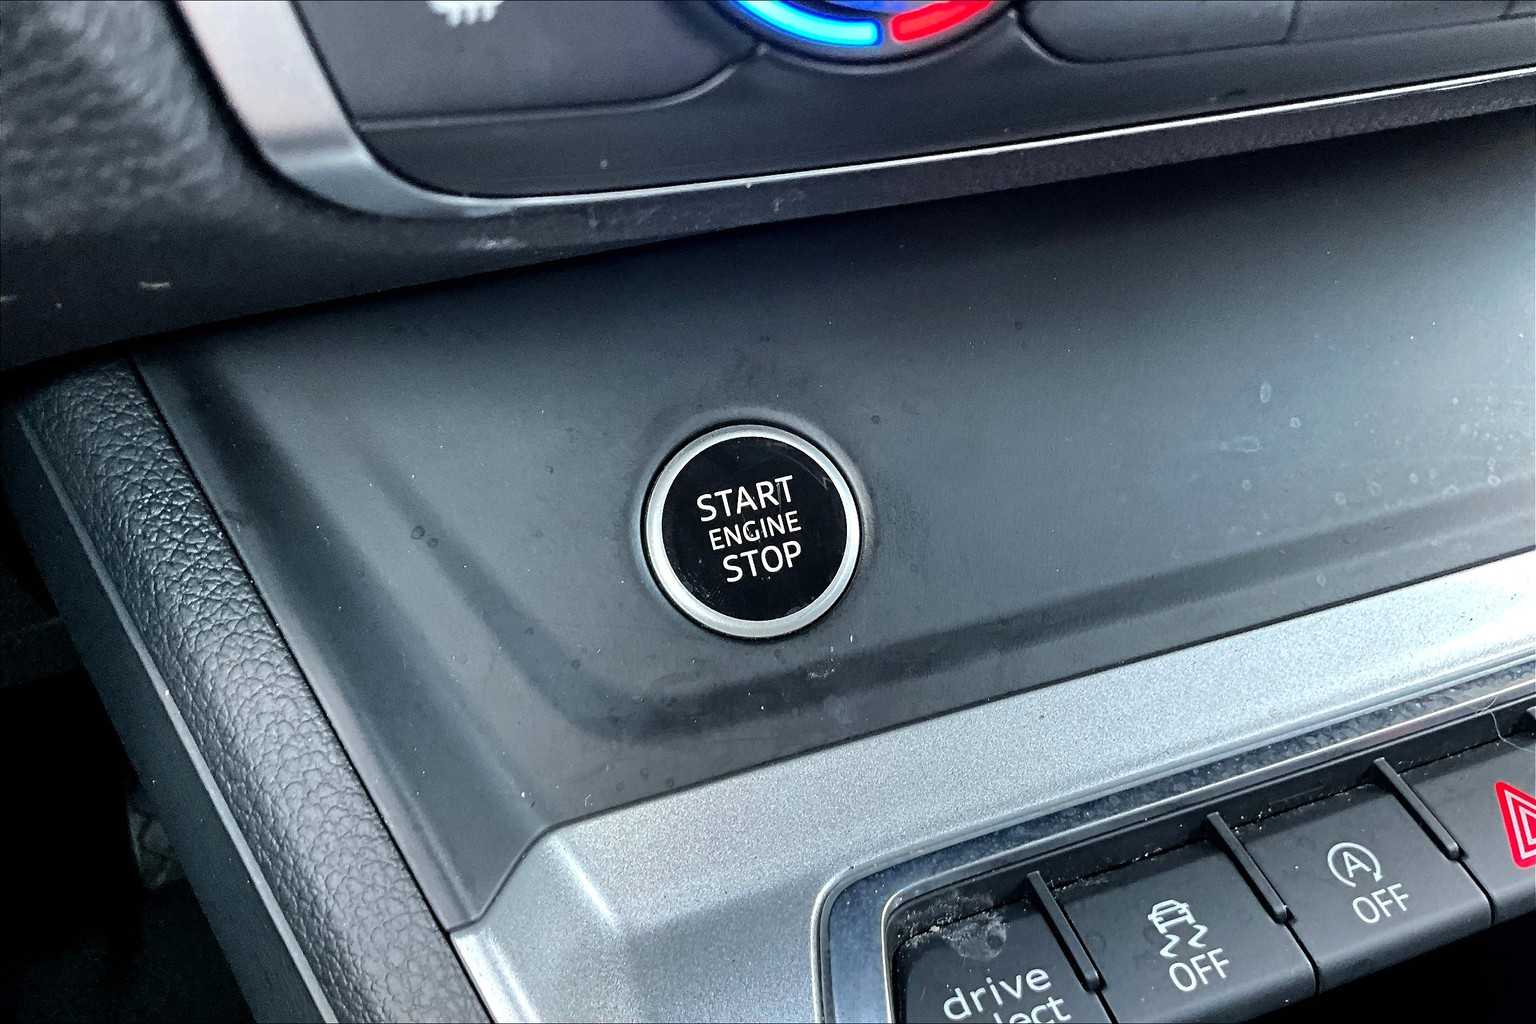 START
ENGINE
STOP
A
OFF
OFF
drive